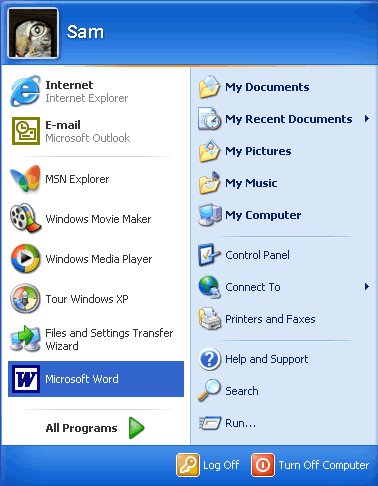 Sam
Internet
Internet Explorer
E-mail
Microsoft Outlook
MSN Explorer
Windows Movie Maker
Windows Media Player
Tour Windows XP
Files and Settings Transfer
Wizard
Microsoft Word
All Programs
My Documents
My Recent Documents
My Pictures
My Music
My Computer
Control Panel
Connect To
Printers and Faxes
Help and Support
Search
Run...
Log Off
Turn Off Computer